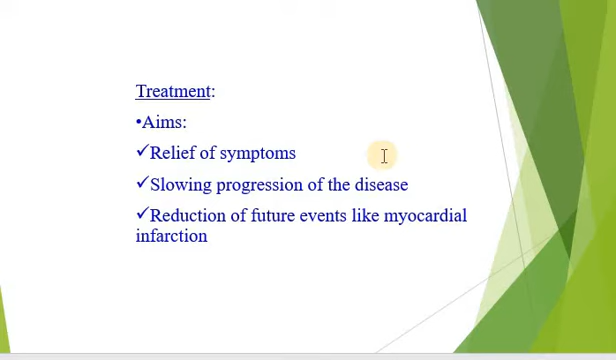 Treatment:
•Aims:
✓Relief of symptoms
✓Slowing progression of the disease
✓Reduction of future events like myocardial
infarction